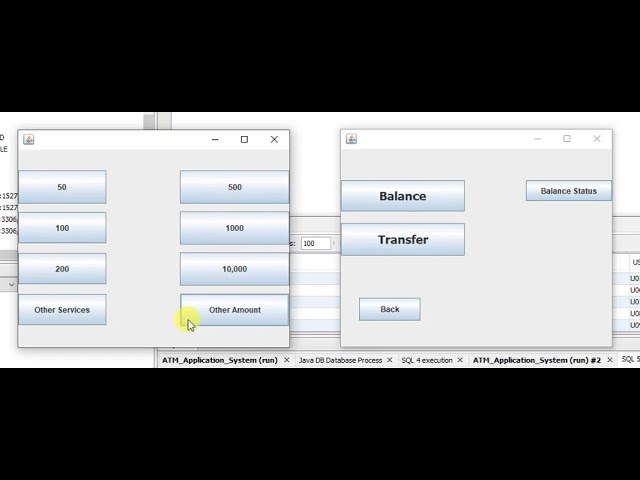 D
LE
:1527
:1527
:3306,
:3306,
50
500
100
1000
200
10,000
Other Services
Other Amount
Balance
Balance Status
Transfer
Back
s: 100
US
U0
U0
U0
U0
U0
ATM_Application_System (run)
Java DB Database Process
SQL 4 execution
ATM_Application_System (run) #2
SQL 5